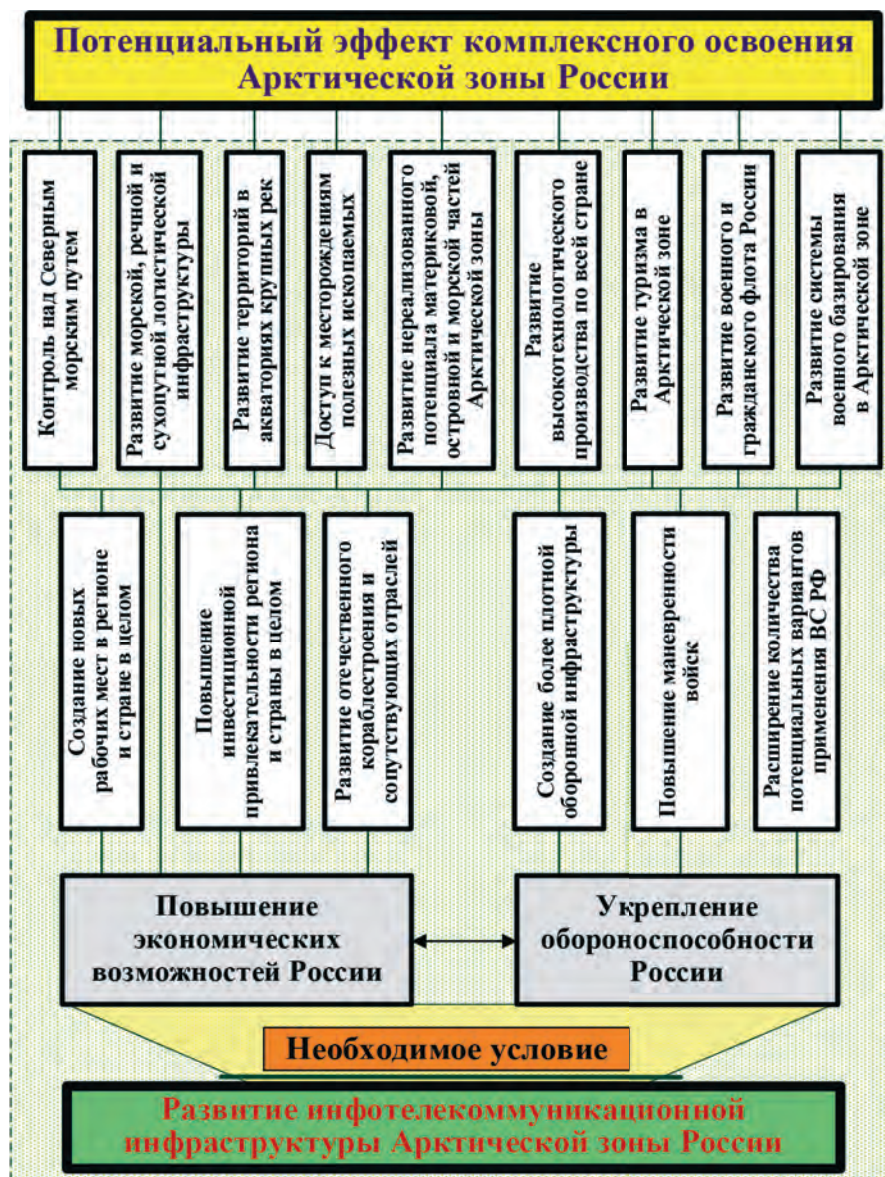 Потенциальный эффект комплексного освоения
Арктической зоны России
Контроль над Северным
морским путем
Развитие морской, речной и
сухопутной логистической
инфраструктуры
Развитие территорий в
акваториях крупных рек
Доступ к месторождениям
полезных ископаемых
Развитие нереализованного
потенциала материковой,
островной и морской частей
Арктической зоны
Развитие
высокотехнологического
производства по всей стране
Развитие туризма в
Арктической зоне
Развитие военного и
гражданского флота России
Развитие системы
военного базирования
в Арктической зоне
Создание новых
рабочих мест в регионе
и стране в целом
Повышение
инвестиционной
привлекательности региона
и страны в целом
Развитие отечественного
кораблестроения и
сопутствующих отраслей
Создание более плотной
оборонной инфраструктуры
Повышение маневренности
войск
Расширение количества
потенциальных вариантов
применения ВС РФ
Повышение
экономических
возможностей России
Укрепление
обороноспособности
России
Необходимое условие
Развитие инфотелекоммуникационной
инфраструктуры Арктической зоны России